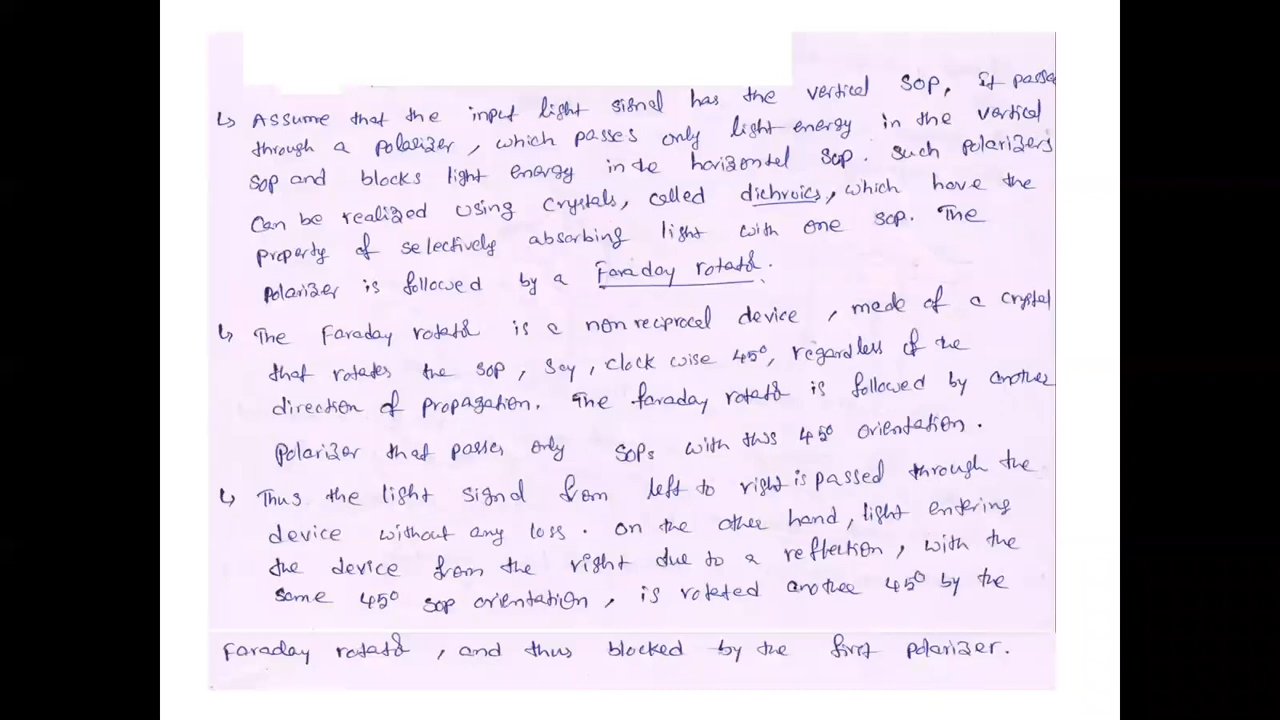 ↳ Assume that the input light signal has the vertical SOP. It passes
through a polarizer, which passes only light energy in the vertical
SOP and blocks light energy in the horizontal SOP. Such polarizers
can be realized using crystals, called dichroics, which have the
property of selectively absorbing light with one SOP. The
polarizer is followed by a Faraday rotator.
↳ The Faraday rotator is a nonreciprocal device, made of a crystal
that rotates the SOP, say, clockwise 45°, regardless of the
direction of propagation. The faraday rotator is followed by another
polarizer that passes only SOPs with this 45° orientation.
↳ Thus the light signal from left to right is passed through the
device without any loss. On the other hand, light entering
the device from the right due to a reflection, with the
same 45° SOP orientation, is rotated another 45° by the
Faraday rotator, and thus blocked by the first polarizer.